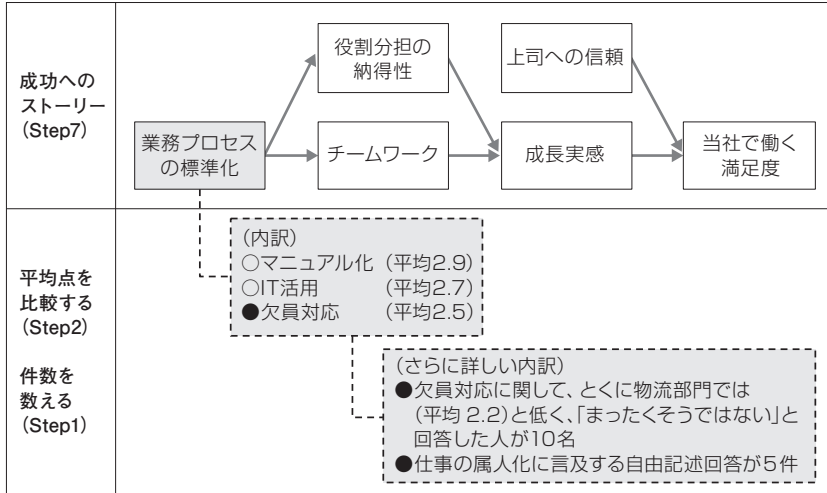 成功への
ストーリー
（Step7）
役割分担の
納得性
上司への信頼
業務プロセス
の標準化
チームワーク
成長実感
当社で働く
満足度
平均点を
比較する
（Step2）
件数を
数える
（Step1）
（内訳）
○マニュアル化（平均2.9）
○IT活用　　　（平均2.7）
●欠員対応　　（平均2.5）
（さらに詳しい内訳）
●欠員対応に関して、とくに物流部門では
（平均 2.2）と低く、「まったくそうではない」と
回答した人が10名
●仕事の属人化に言及する自由記述回答が5件